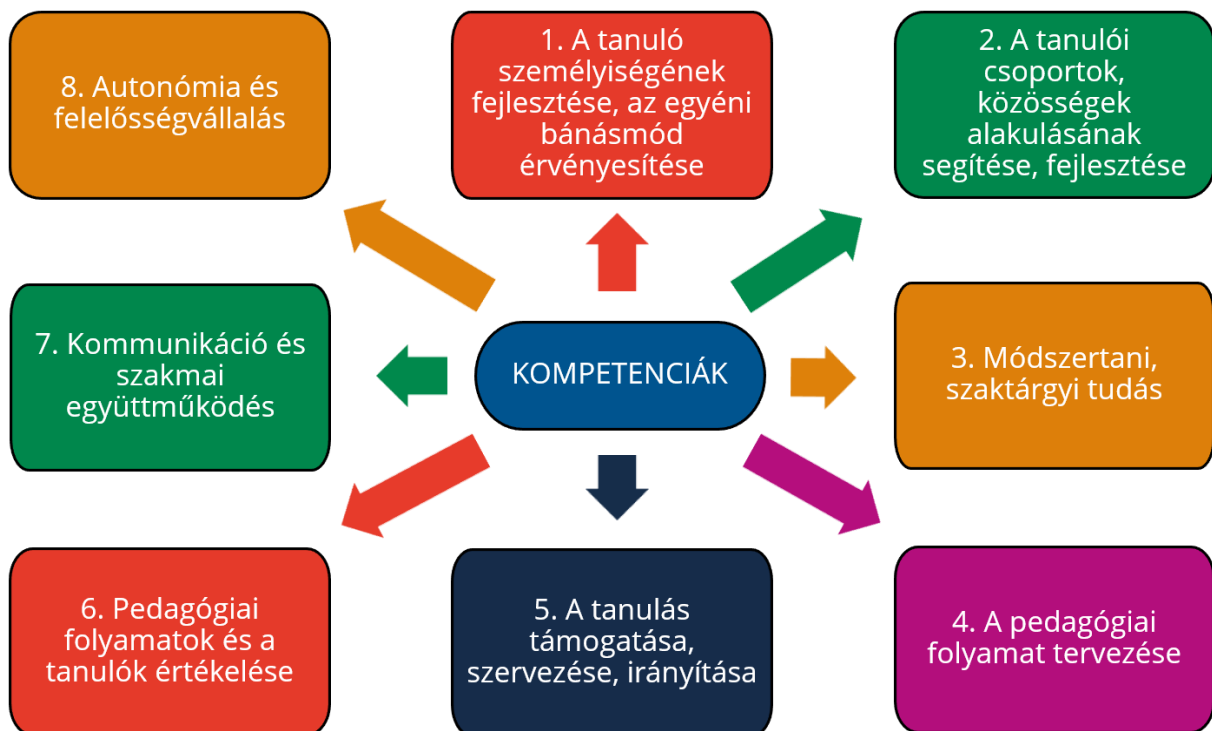 1. A tanuló
személyiségének
fejlesztése, az egyéni
bánásmód
érvényesítése
2. A tanulói
csoportok,
közösségek
alakulásának
segítése, fejlesztése
3. Módszertani,
szaktárgyi tudás
4. A pedagógiai
folyamat tervezése
5. A tanulás
támogatása,
szervezése, irányítása
6. Pedagógiai
folyamatok és a
tanulók értékelése
7. Kommunikáció és
szakmai
együttműködés
8. Autonómia és
felelősségvállalás
KOMPETENCIÁK